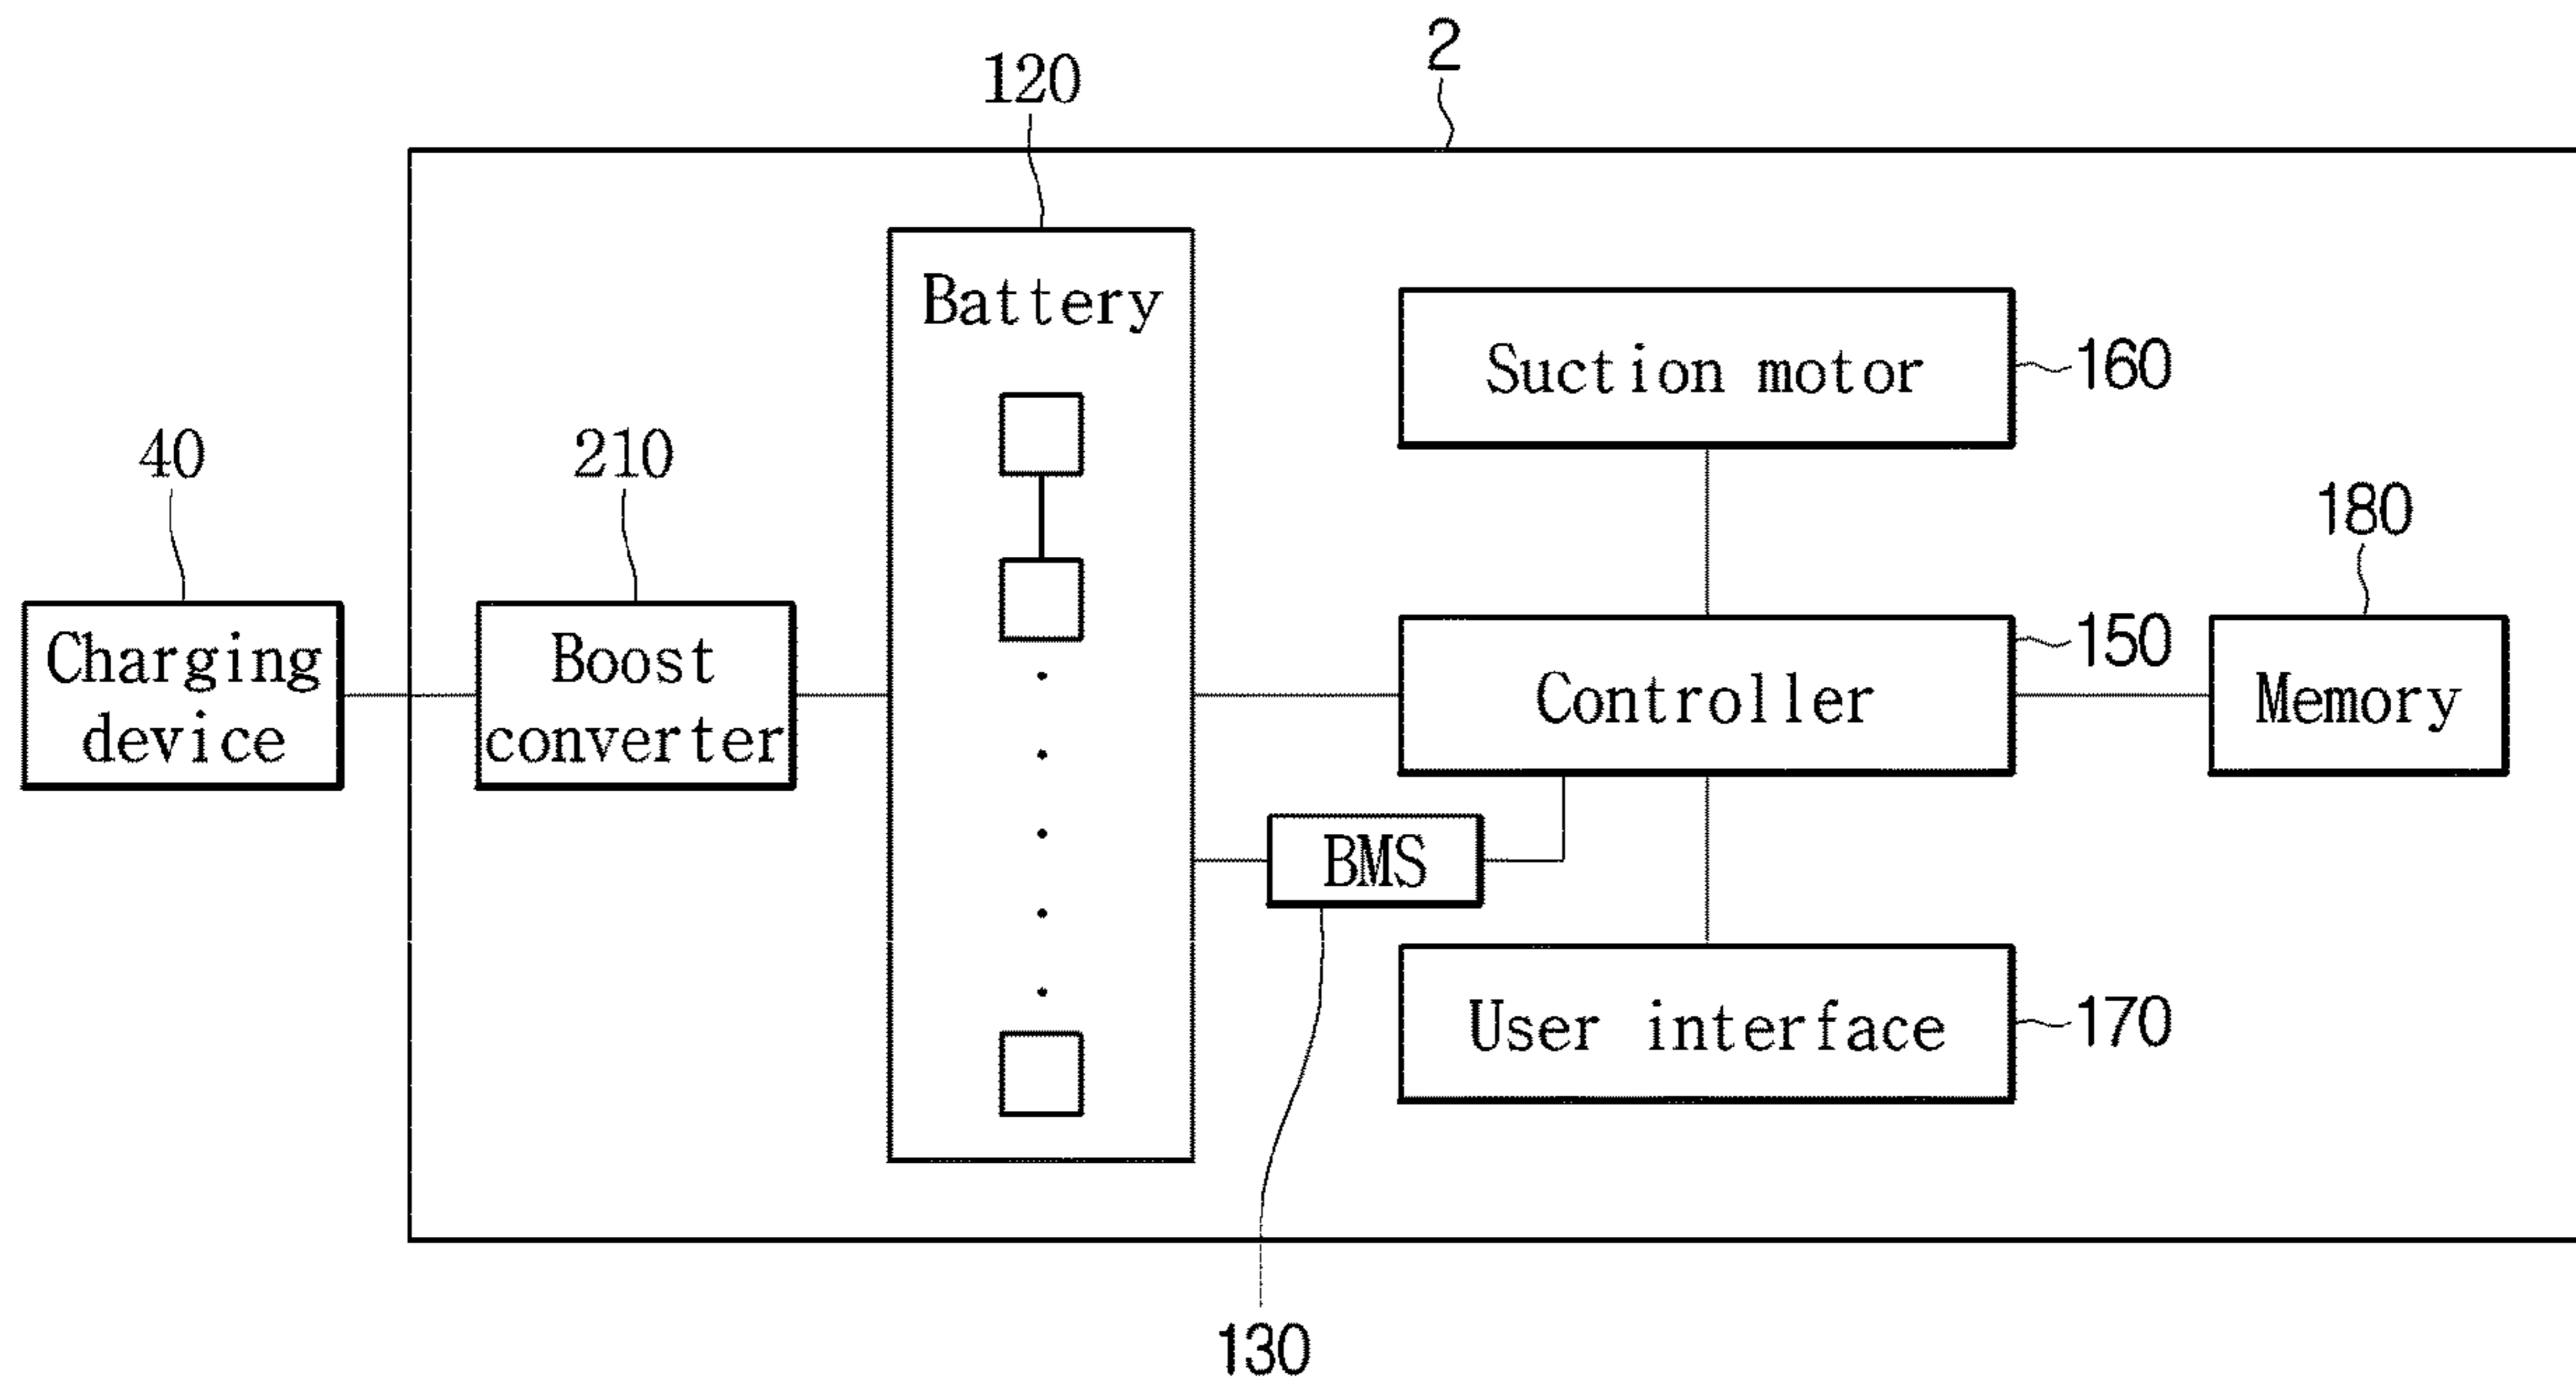 2
120
Battery
Suction motor
160
40
210
180
Charging
device
Boost
converter
Controller
150
Memory
BMS
User interface
170
130